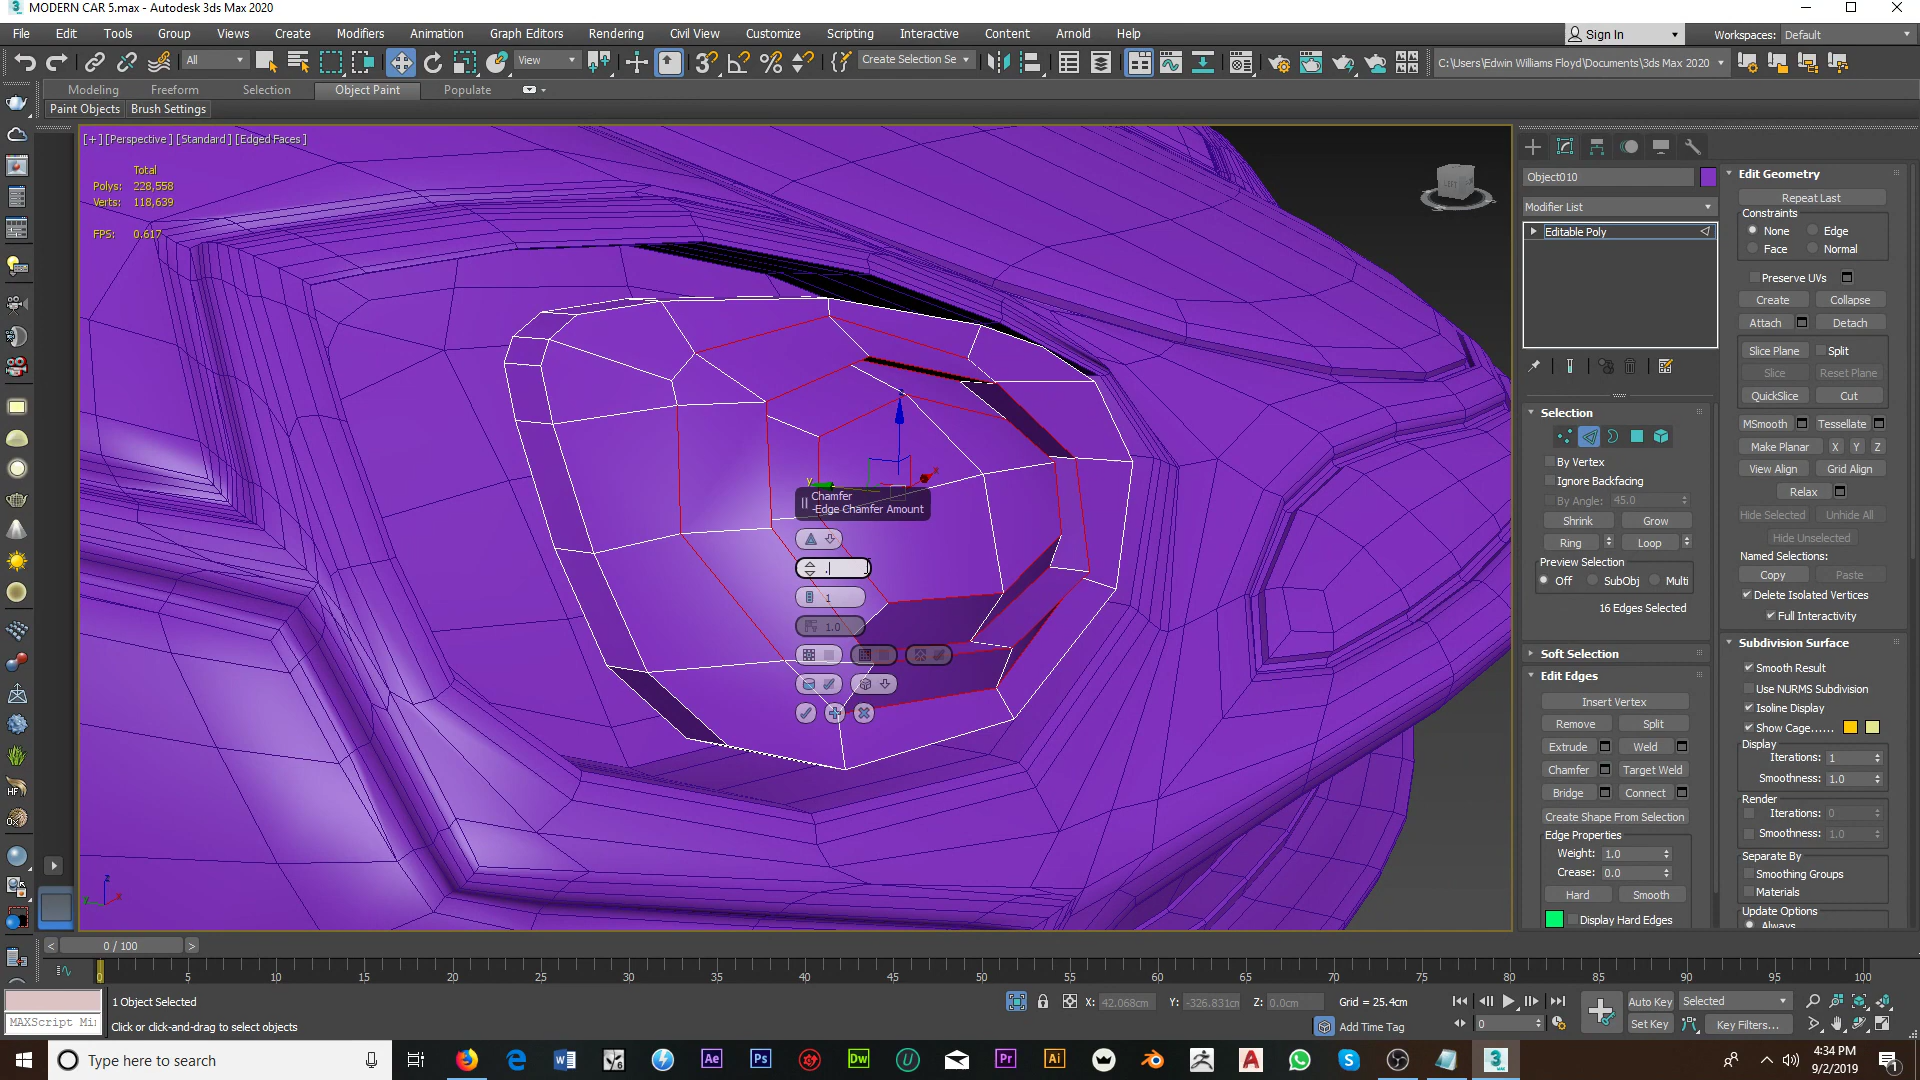 MODERN CAR 5.max - Autodesk 3ds Max 2020
File Edit Tools Group Views Create Modifiers Animation Graph Editors Rendering Civil View Customize Scripting Interactive Content Arnold Help
Sign In Workspaces: Default
All View Create Selection Se C:\Users\Edwin Williams Floyd\Documents\3ds Max 2020
Modeling Freeform Selection Object Paint Populate
Paint Objects Brush Settings
[+] [Perspective] [Standard] [Edged Faces]
Total
Polys: 228,558
Verts: 118,639
FPS: 0.617
Chamfer
-Edge Chamfer Amount
.
1
1.0
Object010
Modifier List
Editable Poly
Selection
By Vertex
Ignore Backfacing
By Angle: 45.0
Shrink Grow
Ring Loop
Preview Selection
Off SubObj Multi
16 Edges Selected
Soft Selection
Edit Edges
Insert Vertex
Remove Split
Extrude Weld
Chamfer Target Weld
Bridge Connect
Create Shape From Selection
Edge Properties
Weight: 1.0
Crease: 0.0
Hard Smooth
Display Hard Edges
Edit Geometry
Repeat Last
Constraints
None Edge
Face Normal
Preserve UVs
Create Collapse
Attach Detach
Slice Plane Split
Slice Reset Plane
QuickSlice Cut
MSmooth Tessellate
Make Planar X Y Z
View Align Grid Align
Relax
Hide Selected Unhide All
Hide Unselected
Named Selections:
Copy Paste
Delete Isolated Vertices
Full Interactivity
Subdivision Surface
Smooth Result
Use NURMS Subdivision
Isoline Display
Show Cage......
Display
Iterations: 1
Smoothness: 1.0
Render
Iterations: 0
Smoothness: 1.0
Separate By
Smoothing Groups
Materials
Update Options
Always
< 0 / 100 >
0 5 10 15 20 25 30 35 40 45 50 55 60 65 70 75 80 85 90 95 100
1 Object Selected
X: 42.068cm Y: -326.831cm Z: 0.0cm Grid = 25.4cm
Auto Key Selected
MAXScript Mi
Click or click-and-drag to select objects
Add Time Tag
0
Set Key Key Filters...
Type here to search
4:34 PM
9/2/2019
1